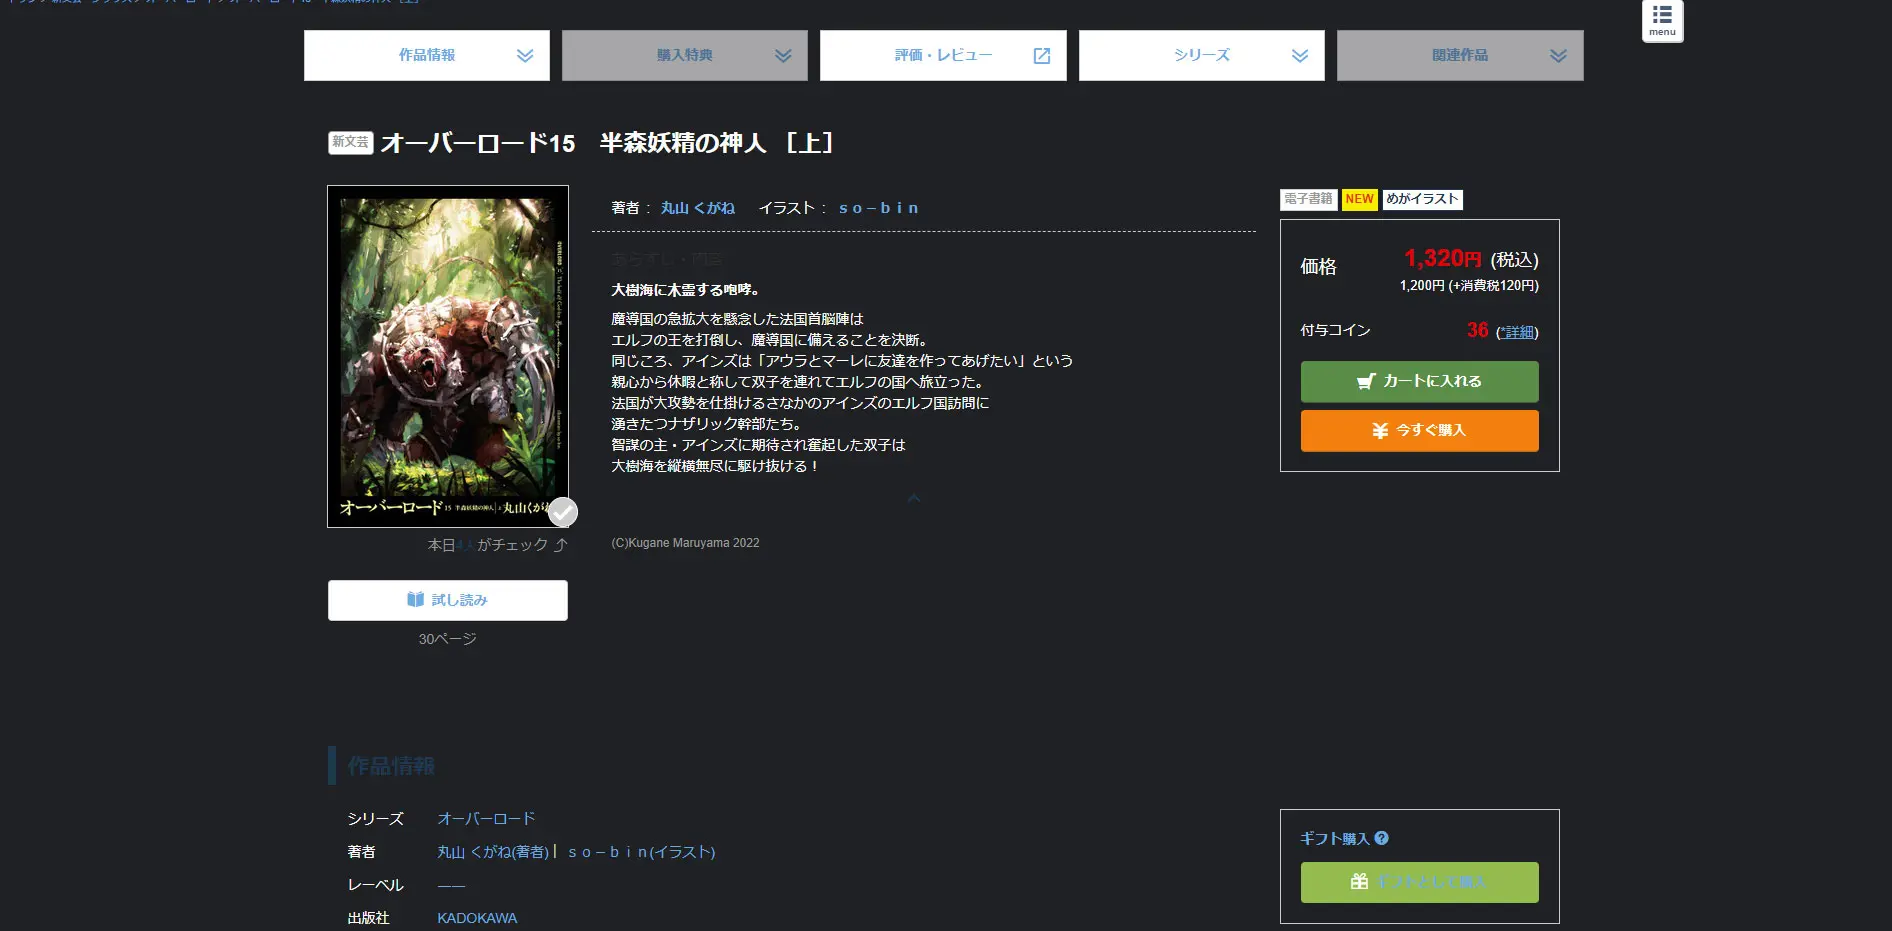 menu
作品情報
購入特典
評価・レビュー
シリーズ
関連作品
新文芸 オーバーロード15　半森妖精の神人 ［上］
オーバーロード 15 半森妖精の神人 上 丸山くがね
本日4人がチェック
試し読み
30ページ
著者： 丸山 くがね イラスト： ｓｏ－ｂｉｎ
あらすじ・内容
大樹海に木霊する咆哮。
魔導国の急拡大を懸念した法国首脳陣は
エルフの王を打倒し、魔導国に備えることを決断。
同じころ、アインズは「アウラとマーレに友達を作ってあげたい」という
親心から休暇と称して双子を連れてエルフの国へ旅立った。
法国が大攻勢を仕掛けるさなかのアインズのエルフ国訪問に
湧きたつナザリック幹部たち。
智謀の主・アインズに期待され奮起した双子は
大樹海を縦横無尽に駆け抜ける！
(C)Kugane Maruyama 2022
電子書籍 NEW めがイラスト
価格 1,320円 (税込)
1,200円 (+消費税120円)
付与コイン 36 (*詳細)
カートに入れる
¥ 今すぐ購入
作品情報
シリーズ オーバーロード
著者 丸山 くがね(著者) | ｓｏ－ｂｉｎ(イラスト)
レーベル ――
出版社 KADOKAWA
ギフト購入 ?
ギフトとして購入